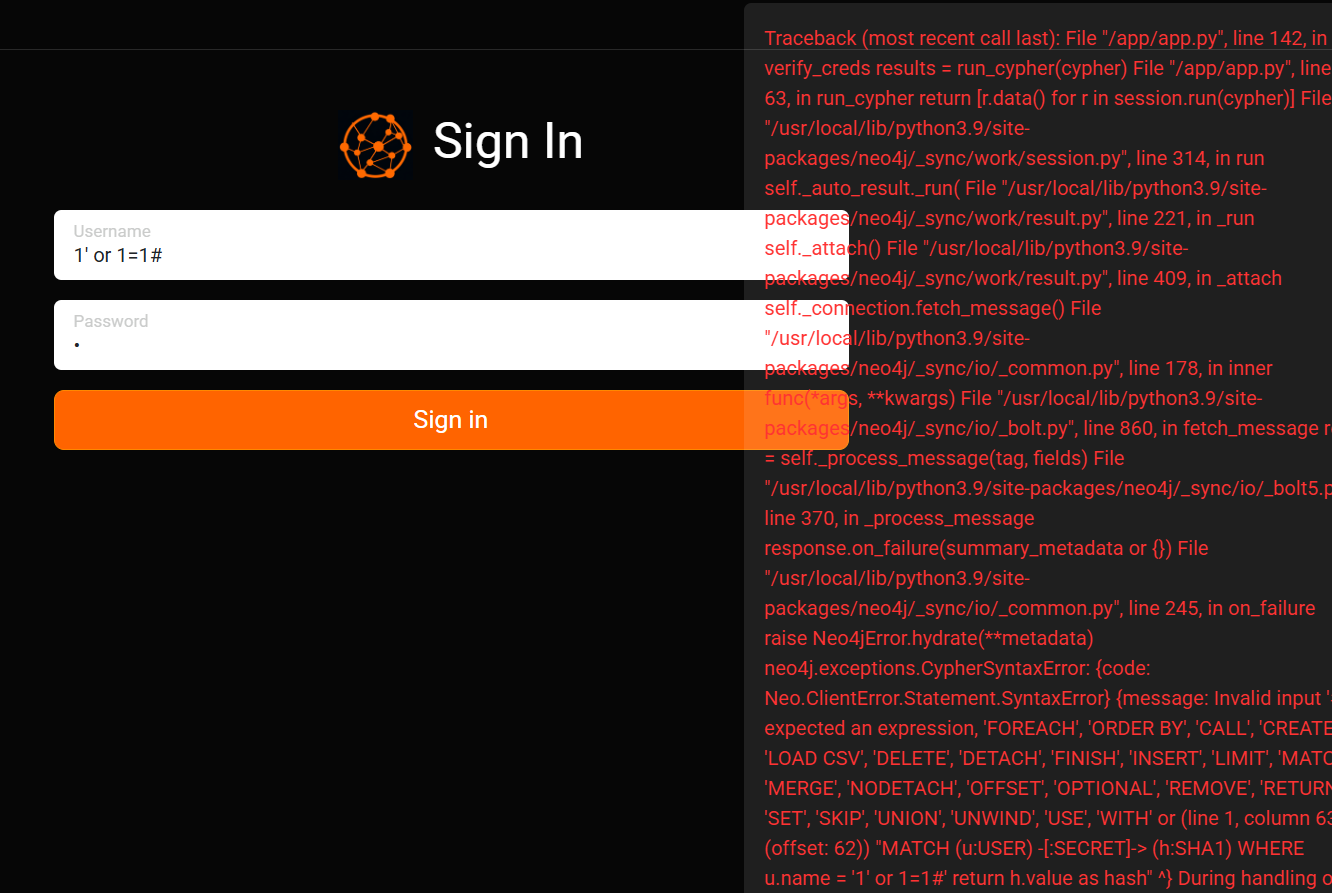 Sign In
Username
1' or 1=1#
Password
•
Sign in
Traceback (most recent call last): File "/app/app.py", line 142, in
verify_creds results = run_cypher(cypher) File "/app/app.py", line
63, in run_cypher return [r.data() for r in session.run(cypher)] File
"/usr/local/lib/python3.9/site-
packages/neo4j/_sync/work/session.py", line 314, in run
self._auto_result._run( File "/usr/local/lib/python3.9/site-
packages/neo4j/_sync/work/result.py", line 221, in _run
self._attach() File "/usr/local/lib/python3.9/site-
packages/neo4j/_sync/work/result.py", line 409, in _attach
self._connection.fetch_message() File
"/usr/local/lib/python3.9/site-
packages/neo4j/_sync/io/_common.py", line 178, in inner
func(*args, **kwargs) File "/usr/local/lib/python3.9/site-
packages/neo4j/_sync/io/_bolt.py", line 860, in fetch_message
= self._process_message(tag, fields) File
"/usr/local/lib/python3.9/site-packages/neo4j/_sync/io/_bolt5.p
line 370, in _process_message
response.on_failure(summary_metadata or {}) File
"/usr/local/lib/python3.9/site-
packages/neo4j/_sync/io/_common.py", line 245, in on_failure
raise Neo4jError.hydrate(**metadata)
neo4j.exceptions.CypherSyntaxError: {code:
Neo.ClientError.Statement.SyntaxError} {message: Invalid input '
expected an expression, 'FOREACH', 'ORDER BY', 'CALL', 'CREATE
'LOAD CSV', 'DELETE', 'DETACH', 'FINISH', 'INSERT', 'LIMIT', 'MATC
'MERGE', 'NODETACH', 'OFFSET', 'OPTIONAL', 'REMOVE', 'RETURN
'SET', 'SKIP', 'UNION', 'UNWIND', 'USE', 'WITH' or (line 1, column 63
(offset: 62)) "MATCH (u:USER) -[:SECRET]-> (h:SHA1) WHERE
u.name = '1' or 1=1#' return h.value as hash" ^} During handling o